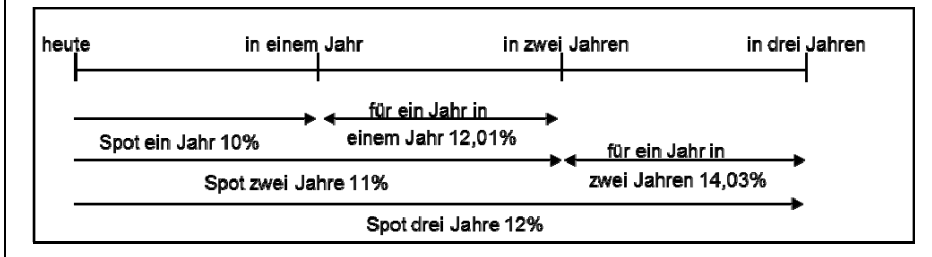 heute
in einem Jahr
in zwei Jahren
in drei Jahren
für ein Jahr in
einem Jahr 12,01%
Spot ein Jahr 10%
für ein Jahr in
zwei Jahren 14,03%
Spot zwei Jahre 11%
Spot drei Jahre 12%